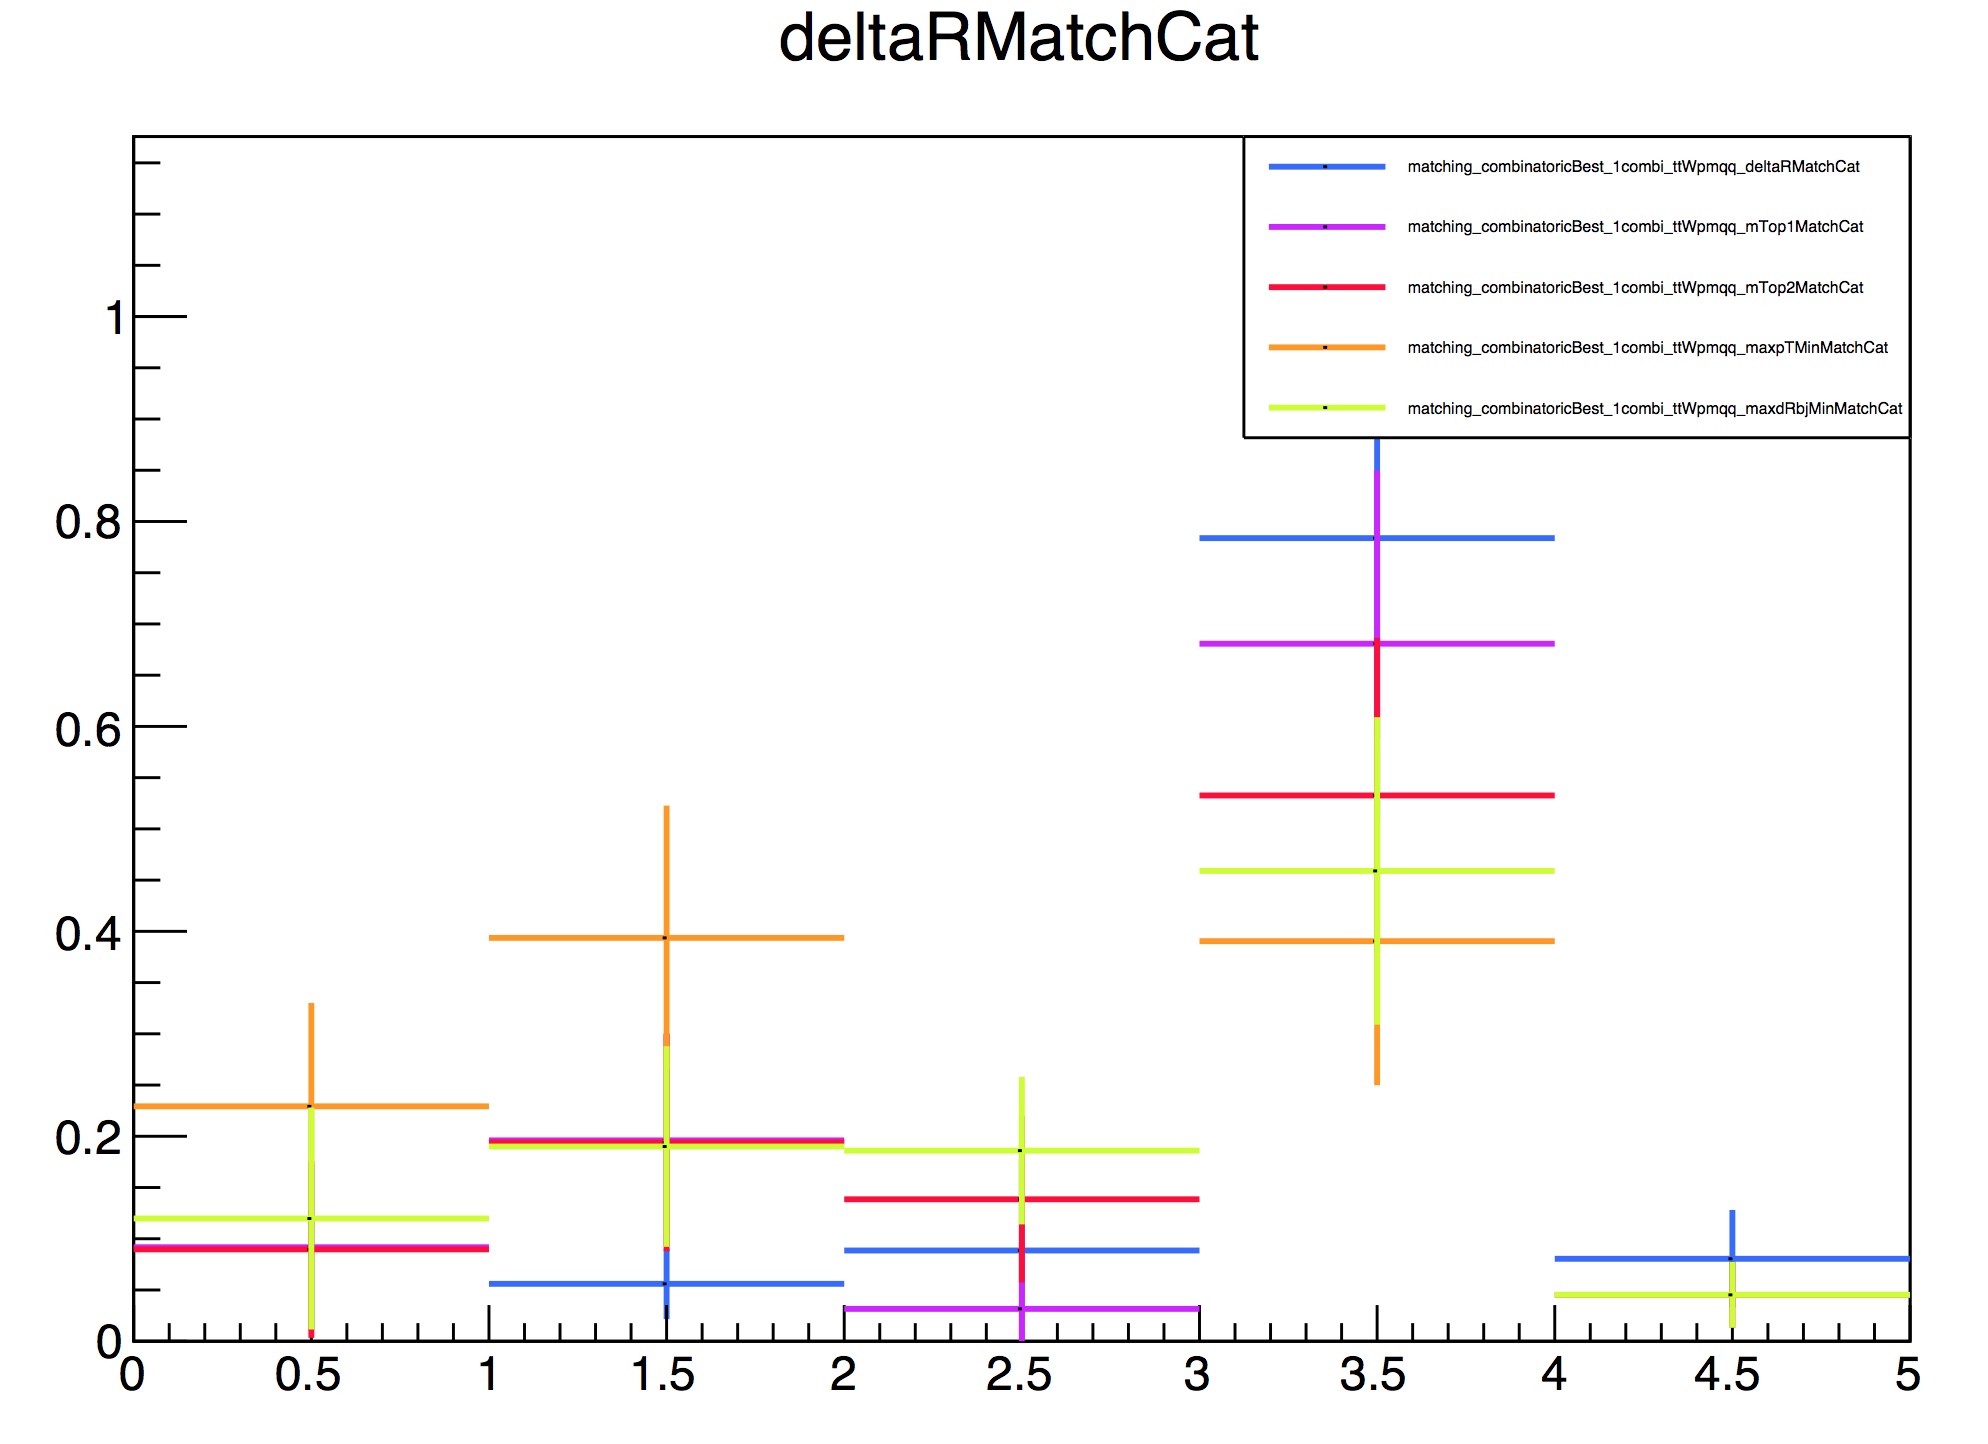 deltaRMatchCat
matching_combinatoricBest_1combi_ttWpmqq_deltaRMatchCat
matching_combinatoricBest_1combi_ttWpmqq_mTop1MatchCat
matching_combinatoricBest_1combi_ttWpmqq_mTop2MatchCat
matching_combinatoricBest_1combi_ttWpmqq_maxpTMinMatchCat
matching_combinatoricBest_1combi_ttWpmqq_maxdRbjMinMatchCat
1
0.8
0.6
0.4
0.2
0
0 0.5 1 1.5 2 2.5 3 3.5 4 4.5 5